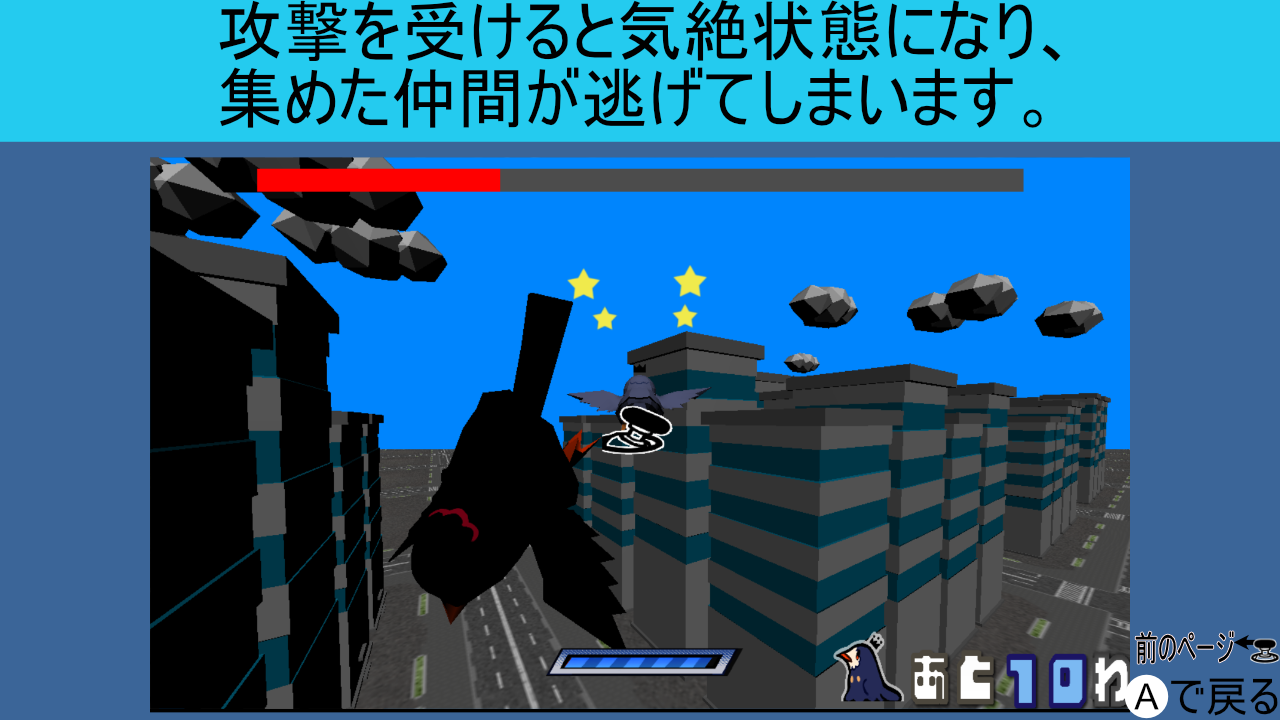 攻撃を受けると気絶状態になり、
集めた仲間が逃げてしまいます。
あと10わ
前のページ
Aで戻る